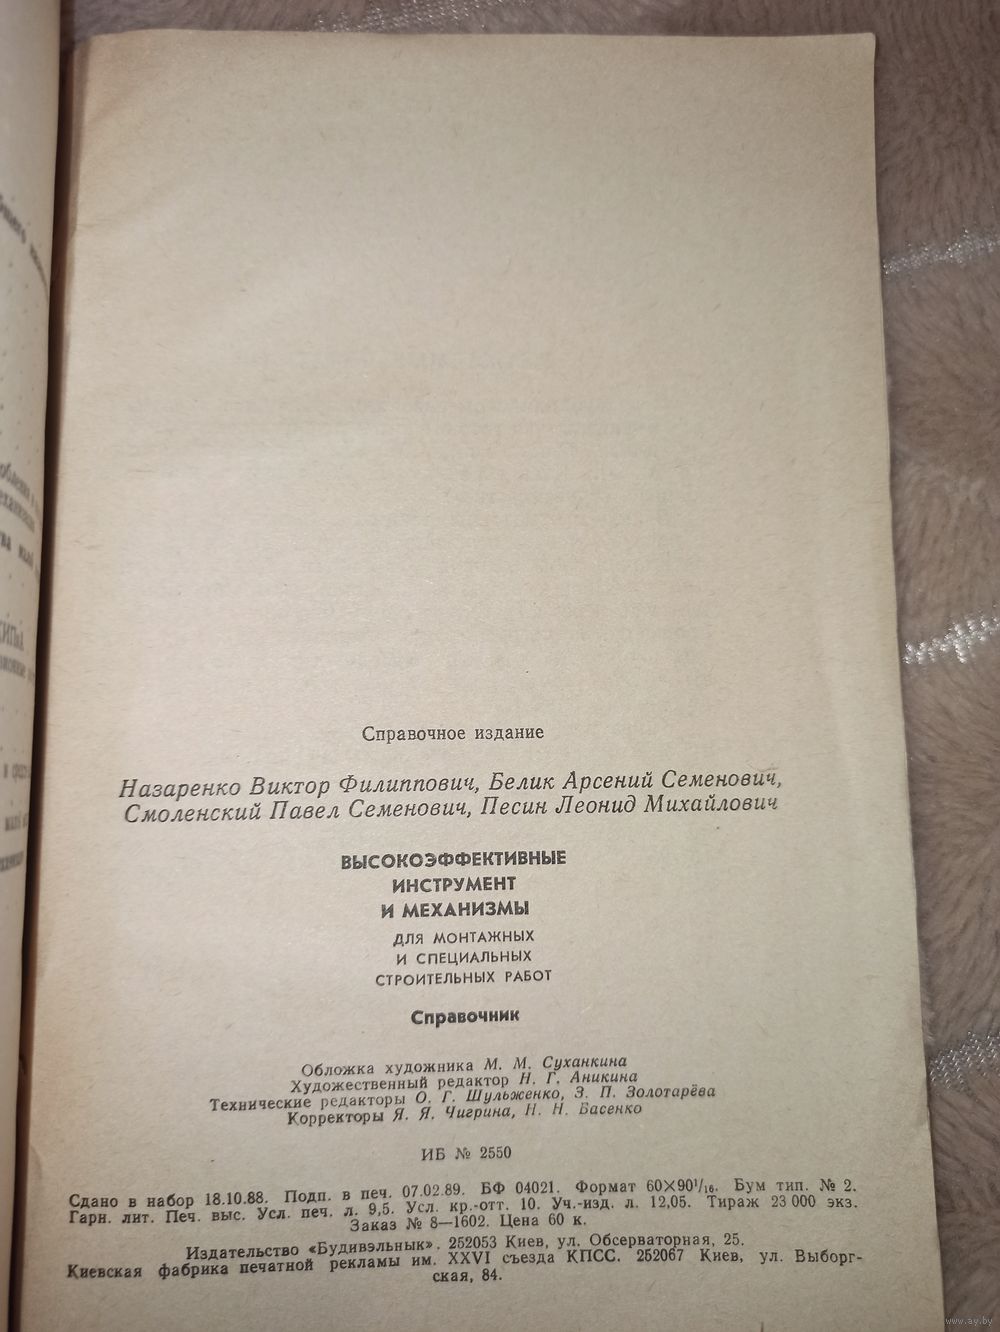 Справочное издание
Назаренко Виктор Филиппович, Белик Арсений Семенович,
Смоленский Павел Семенович, Песин Леонид Михайлович
ВЫСОКОЭФФЕКТИВНЫЕ
ИНСТРУМЕНТ
И МЕХАНИЗМЫ
ДЛЯ МОНТАЖНЫХ
И СПЕЦИАЛЬНЫХ
СТРОИТЕЛЬНЫХ РАБОТ
Справочник
Обложка художника М. М. Суханкина
Художественный редактор Н. Г. Аникина
Технические редакторы О. Г. Шульженко, З. П. Золотарёва
Корректоры Я. Я. Чигрина, Н. Н. Басенко
ИБ № 2550
Сдано в набор 18.10.88. Подп. в печ. 07.02.89. БФ 04021. Формат 60×90¹/₁₆. Бум тип. № 2.
Гарн. лит. Печ. выс. Усл. печ. л. 9,5. Усл. кр.-отт. 10. Уч.-изд. л. 12,05. Тираж 23 000 экз.
Заказ № 8—1602. Цена 60 к.
Издательство «Будивэльнык». 252053 Киев, ул. Обсерваторная, 25.
Киевская фабрика печатной рекламы им. XXVI съезда КПСС. 252067 Киев, ул. Выборг-
ская, 84.
www.ay.by